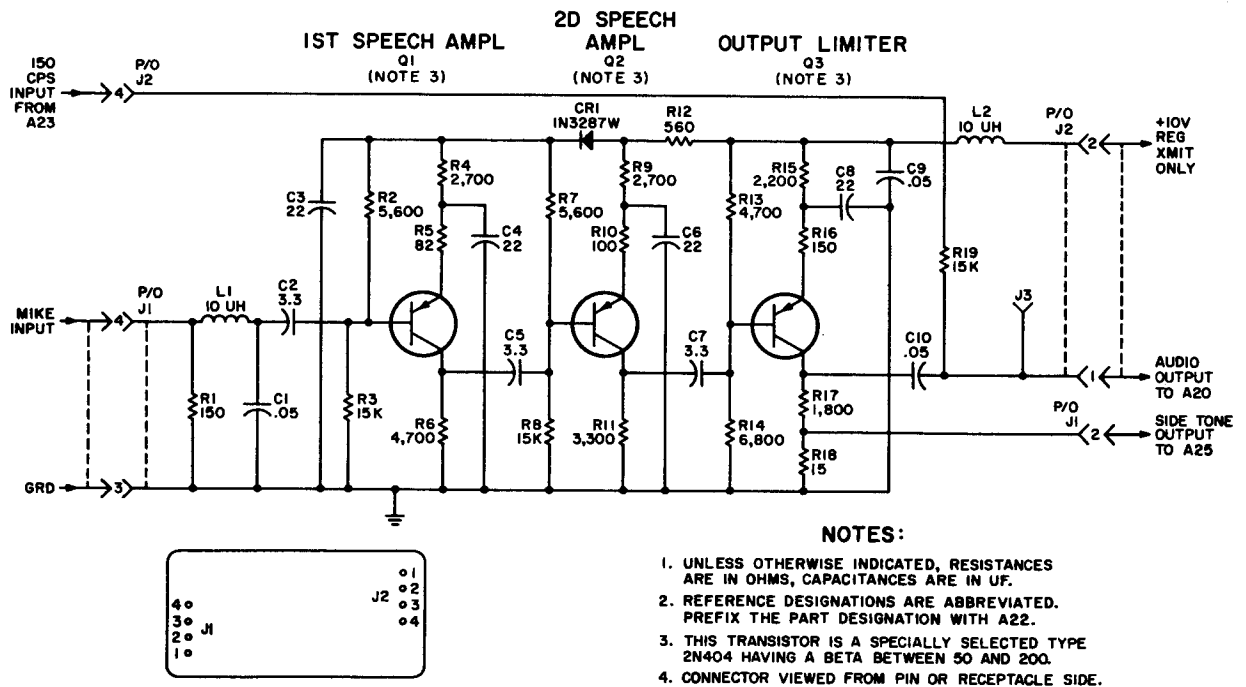 1ST SPEECH AMPL
Q1
(NOTE 3)
2D SPEECH
AMPL
Q2
(NOTE 3)
OUTPUT LIMITER
Q3
(NOTE 3)
150
CPS
INPUT
FROM
A23
P/O
J2
4
CR1
1N3287W
R12
560
L2
10 UH
P/O
J2
2
+10V
REG
XMIT
ONLY
C3
22
R2
5,600
R4
2,700
R5
82
C4
22
R7
5,600
R9
2,700
R10
100
C6
22
R13
4,700
R15
2,200
R16
150
C8
22
C9
.05
R19
15K
J3
MIKE
INPUT
4
P/O
J1
L1
10 UH
C2
3.3
C5
3.3
C7
3.3
C10
.05
1
AUDIO
OUTPUT
TO A20
R1
150
C1
.05
R3
15K
R6
4,700
R8
15K
R11
3,300
R14
6,800
R17
1,800
R18
15
P/O
J1
2
SIDE TONE
OUTPUT
TO A25
GRD
3
J1
4
3
2
1
J2
1
2
3
4
NOTES:
1. UNLESS OTHERWISE INDICATED, RESISTANCES
ARE IN OHMS, CAPACITANCES ARE IN UF.
2. REFERENCE DESIGNATIONS ARE ABBREVIATED.
PREFIX THE PART DESIGNATION WITH A22.
3. THIS TRANSISTOR IS A SPECIALLY SELECTED TYPE
2N404 HAVING A BETA BETWEEN 50 AND 200.
4. CONNECTOR VIEWED FROM PIN OR RECEPTACLE SIDE.